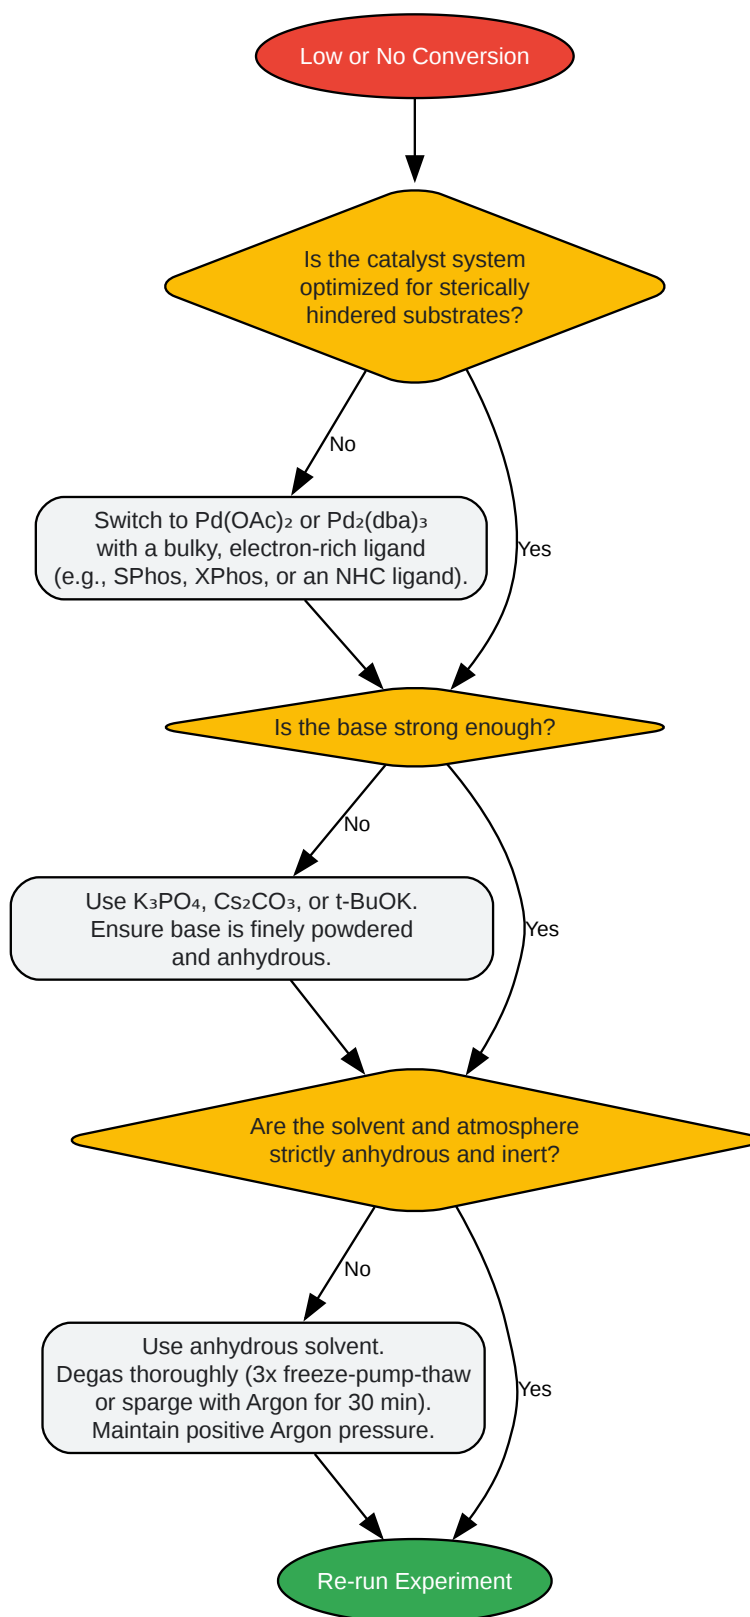 Low or No Conversion
Is the catalyst system
optimized for sterically
hindered substrates?
No
Switch to Pd(OAc)₂ or Pd₂(dba)₃
with a bulky, electron-rich ligand
(e.g., SPhos, XPhos, or an NHC ligand).
Yes
Is the base strong enough?
No
Use K₃PO₄, Cs₂CO₃, or t-BuOK.
Ensure base is finely powdered
and anhydrous.
Yes
Are the solvent and atmosphere
strictly anhydrous and inert?
No
Use anhydrous solvent.
Degas thoroughly (3x freeze-pump-thaw
or sparge with Argon for 30 min).
Maintain positive Argon pressure.
Yes
Re-run Experiment